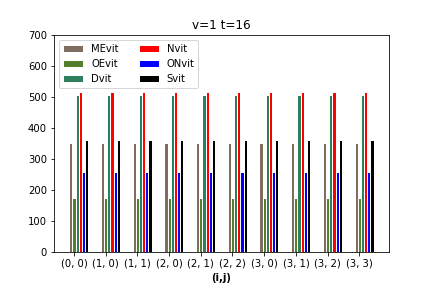 v=1 t=16
700
600
500
400
300
200
100
0
MEvit Nvit
OEvit ONvit
Dvit Svit
(0, 0) (1, 0) (1, 1) (2, 0) (2, 1) (2, 2) (3, 0) (3, 1) (3, 2) (3, 3)
(i,j)